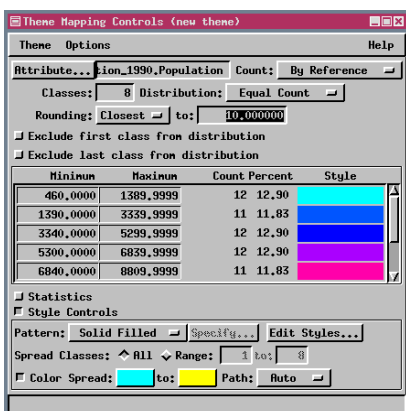 Theme Mapping Controls (new theme)
Theme Options Help
Attribute... tion_1990.Population Count: By Reference
Classes: 8 Distribution: Equal Count
Rounding: Closest to: 10.000000
Exclude first class from distribution
Exclude last class from distribution
Minimum Maximum Count Percent Style
460.0000 1389.9999 12 12.90
1390.0000 3339.9999 11 11.83
3340.0000 5299.9999 12 12.90
5300.0000 6839.9999 12 12.90
6840.0000 8809.9999 11 11.83
Statistics
Style Controls
Pattern: Solid Filled Specify... Edit Styles...
Spread Classes: All Range: 1 to: 8
Color Spread: to: Path: Auto